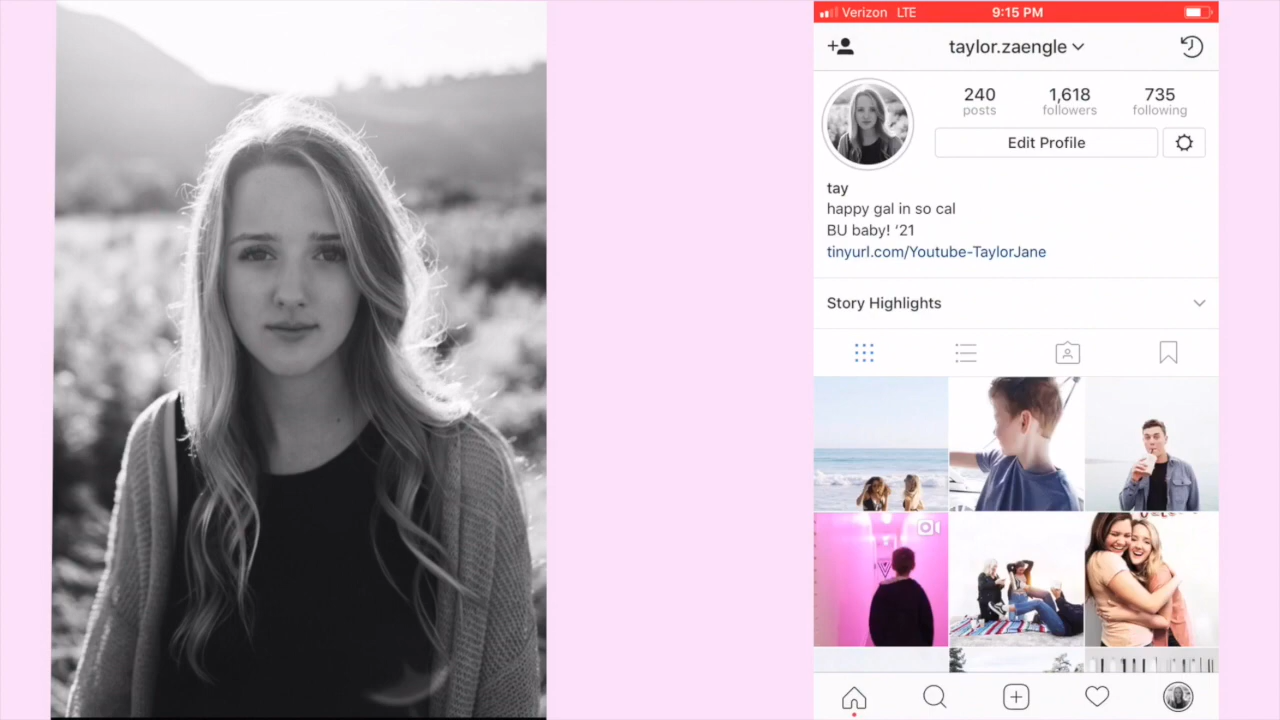 Verizon LTE 9:15 PM
taylor.zaengle
240 1,618 735
posts followers following
Edit Profile
tay
happy gal in so cal
BU baby! ‘21
tinyurl.com/Youtube-TaylorJane
Story Highlights